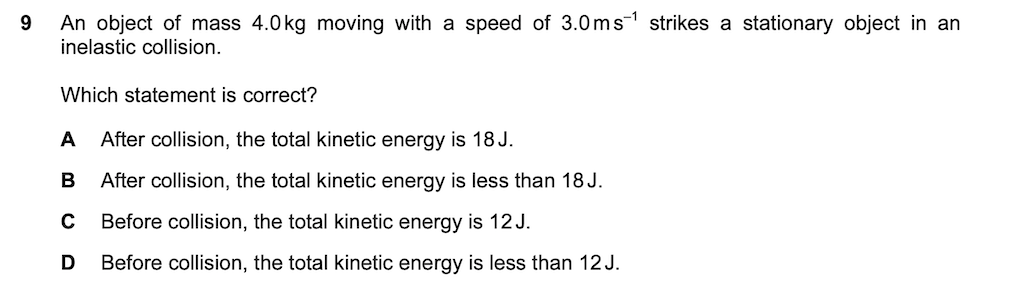 9 An object of mass 4.0 kg moving with a speed of 3.0 m s⁻¹ strikes a stationary object in an
inelastic collision.
Which statement is correct?
A After collision, the total kinetic energy is 18 J.
B After collision, the total kinetic energy is less than 18 J.
C Before collision, the total kinetic energy is 12 J.
D Before collision, the total kinetic energy is less than 12 J.